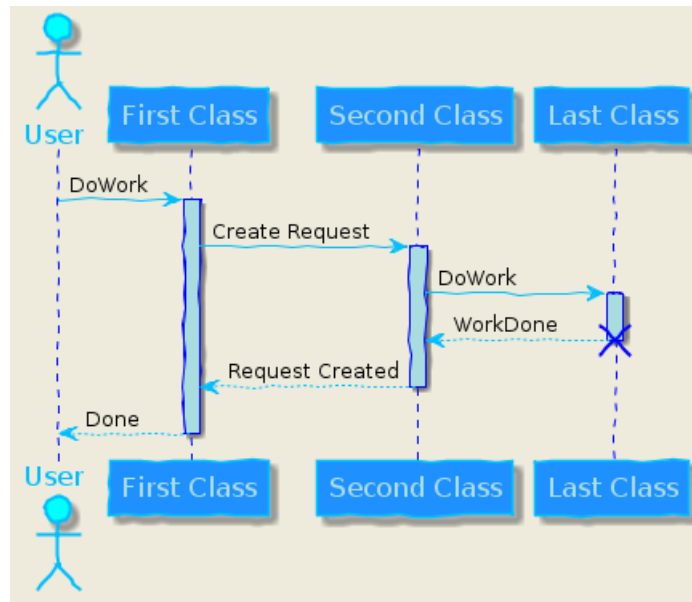 User
First Class
Second Class
Last Class
DoWork
Create Request
DoWork
WorkDone
Request Created
Done
User
First Class
Second Class
Last Class